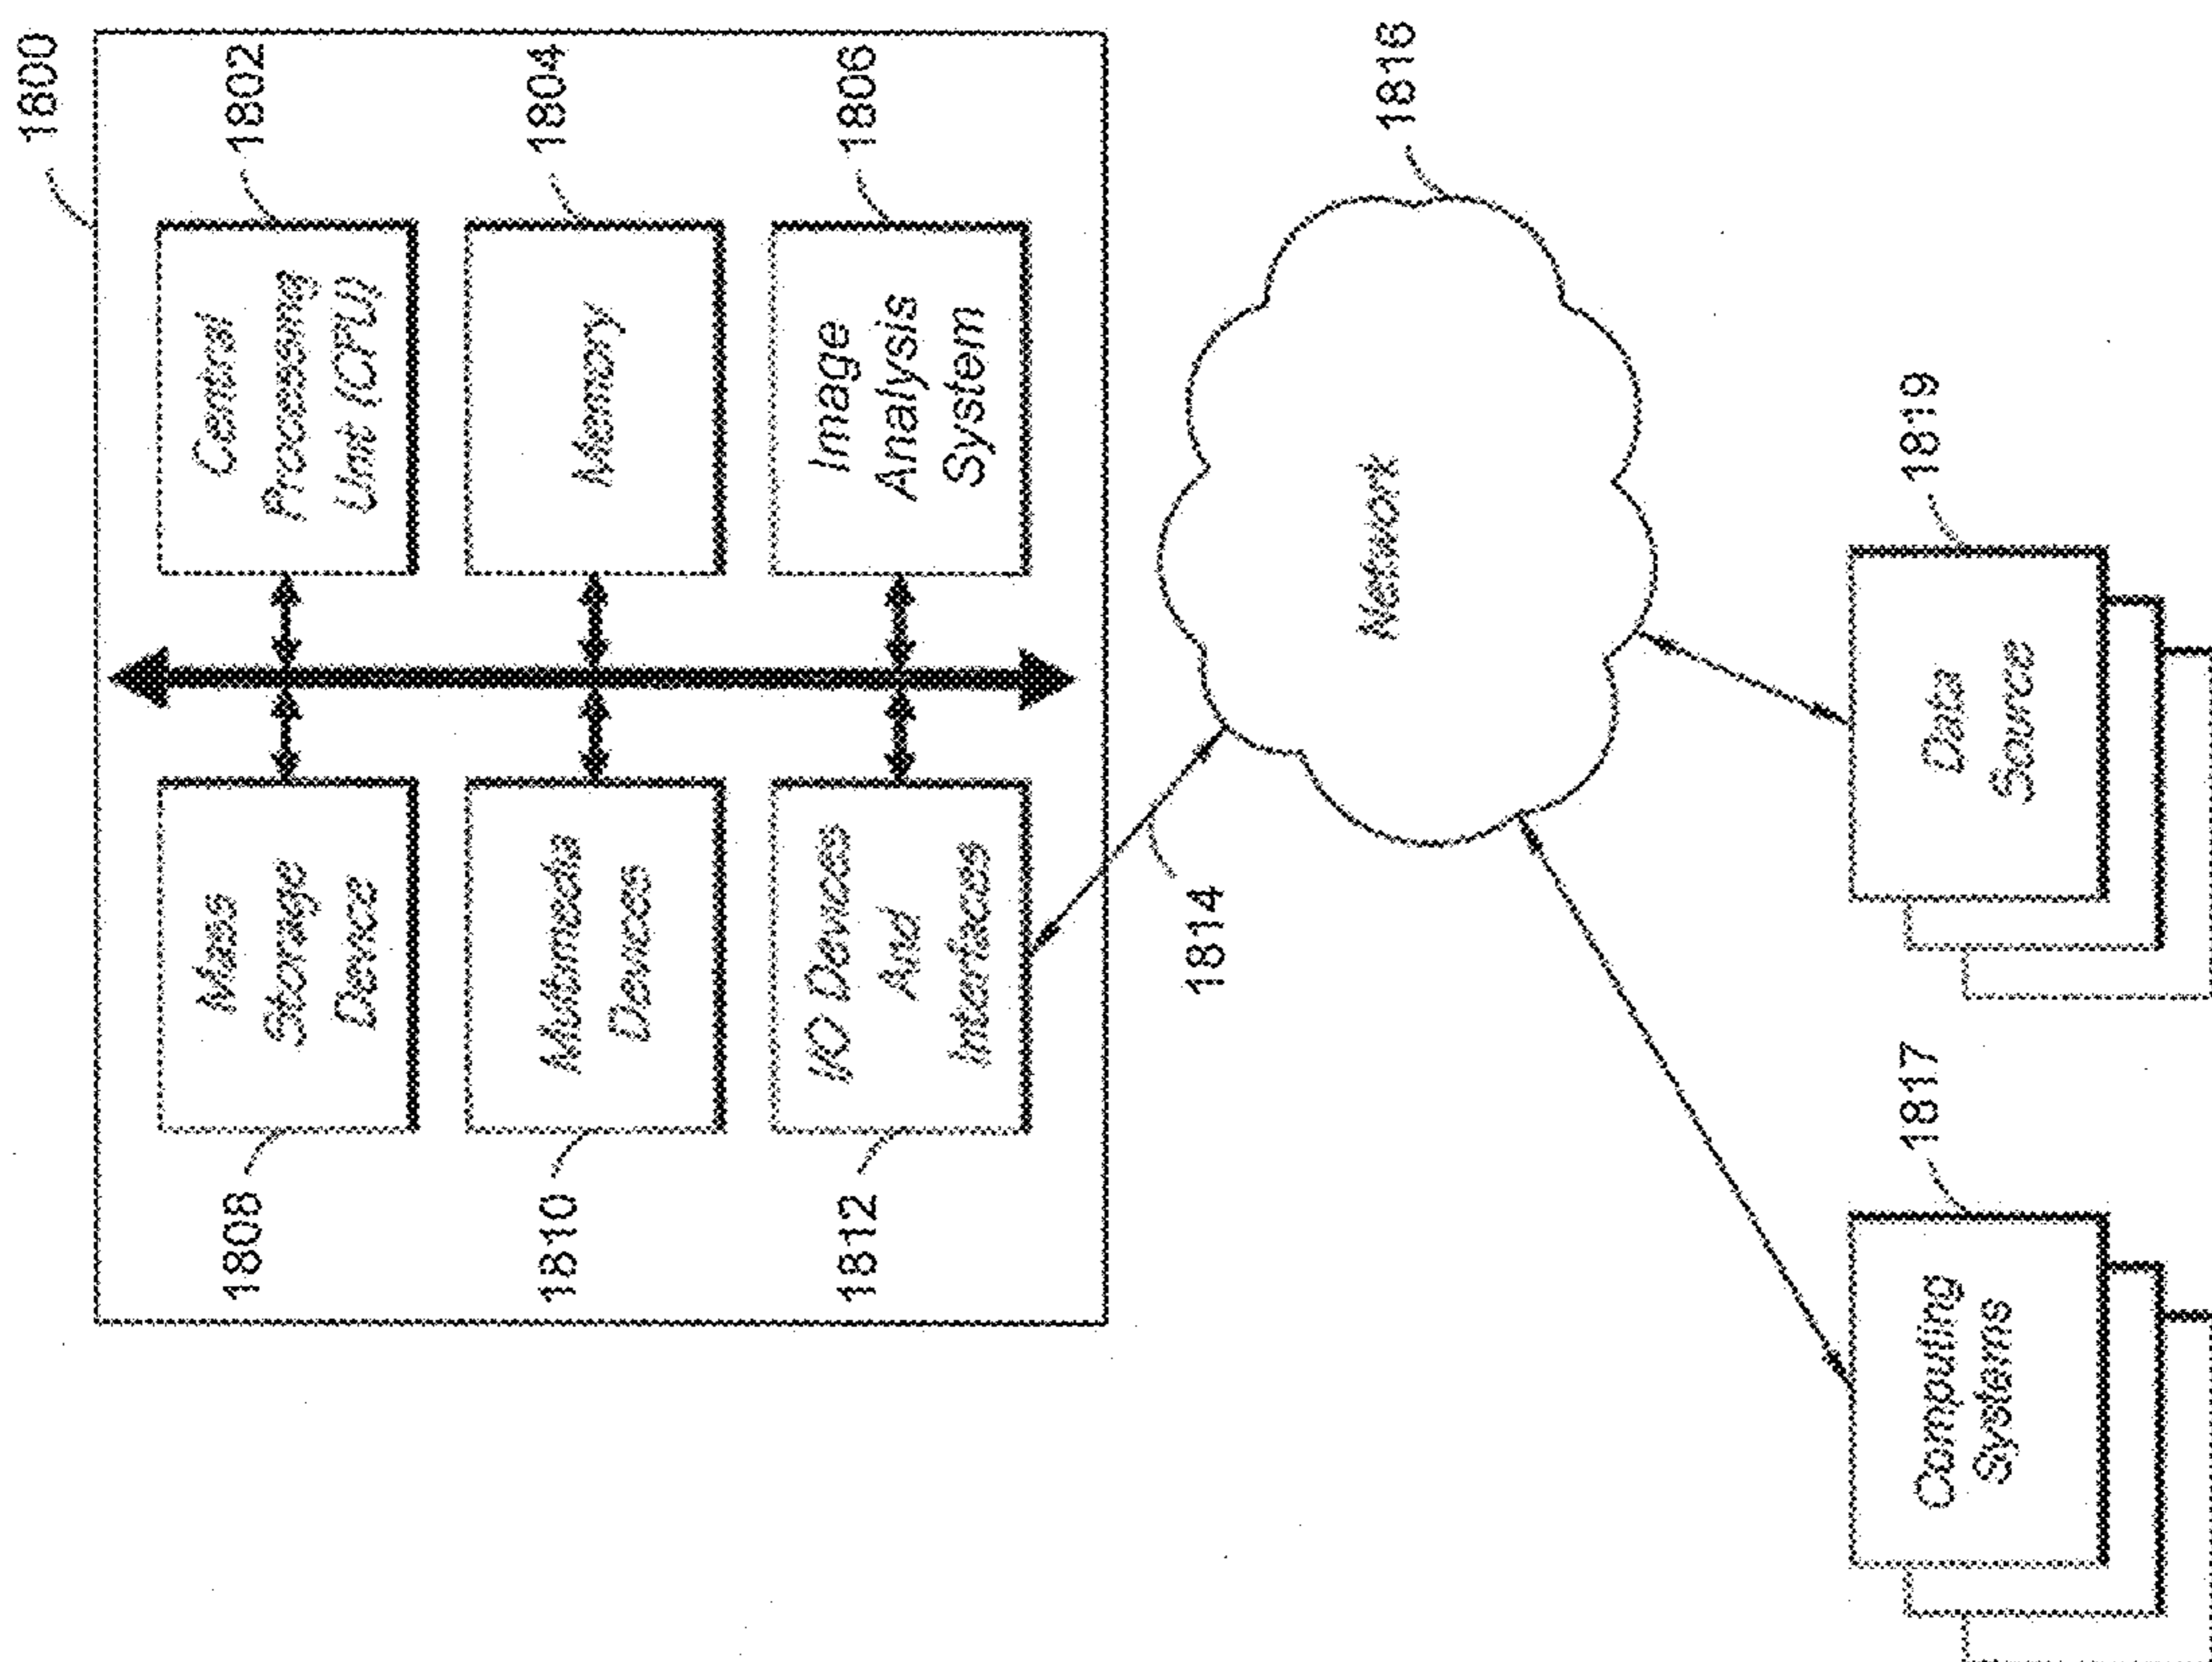 1800
1808
Mass
Storage
Device
Central
Processing
Unit (CPU)
1802
1810
Multimedia
Devices
Memory
1804
1812
I/O Devices
And
Interfaces
Image
Analysis
System
1806
1814
Network
1818
Computing
Systems
1817
Data
Source
1819